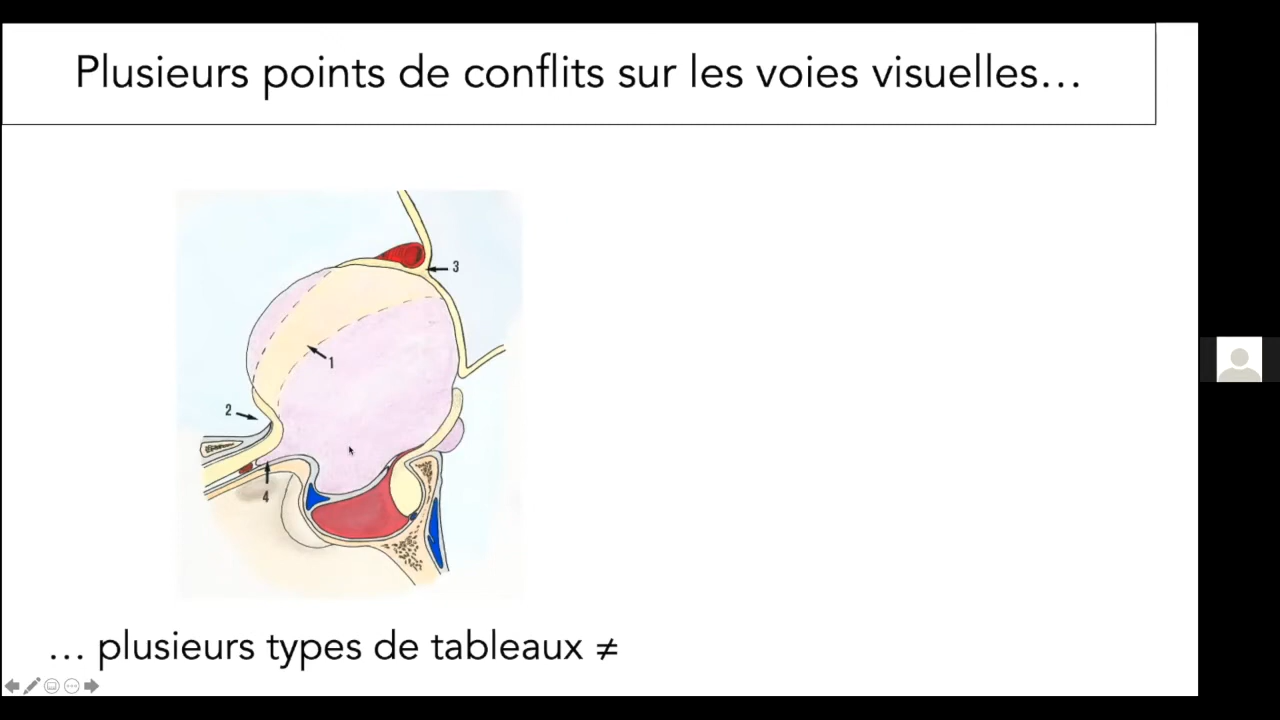 Plusieurs points de conflits sur les voies visuelles…
3
1
2
4
… plusieurs types de tableaux ≠